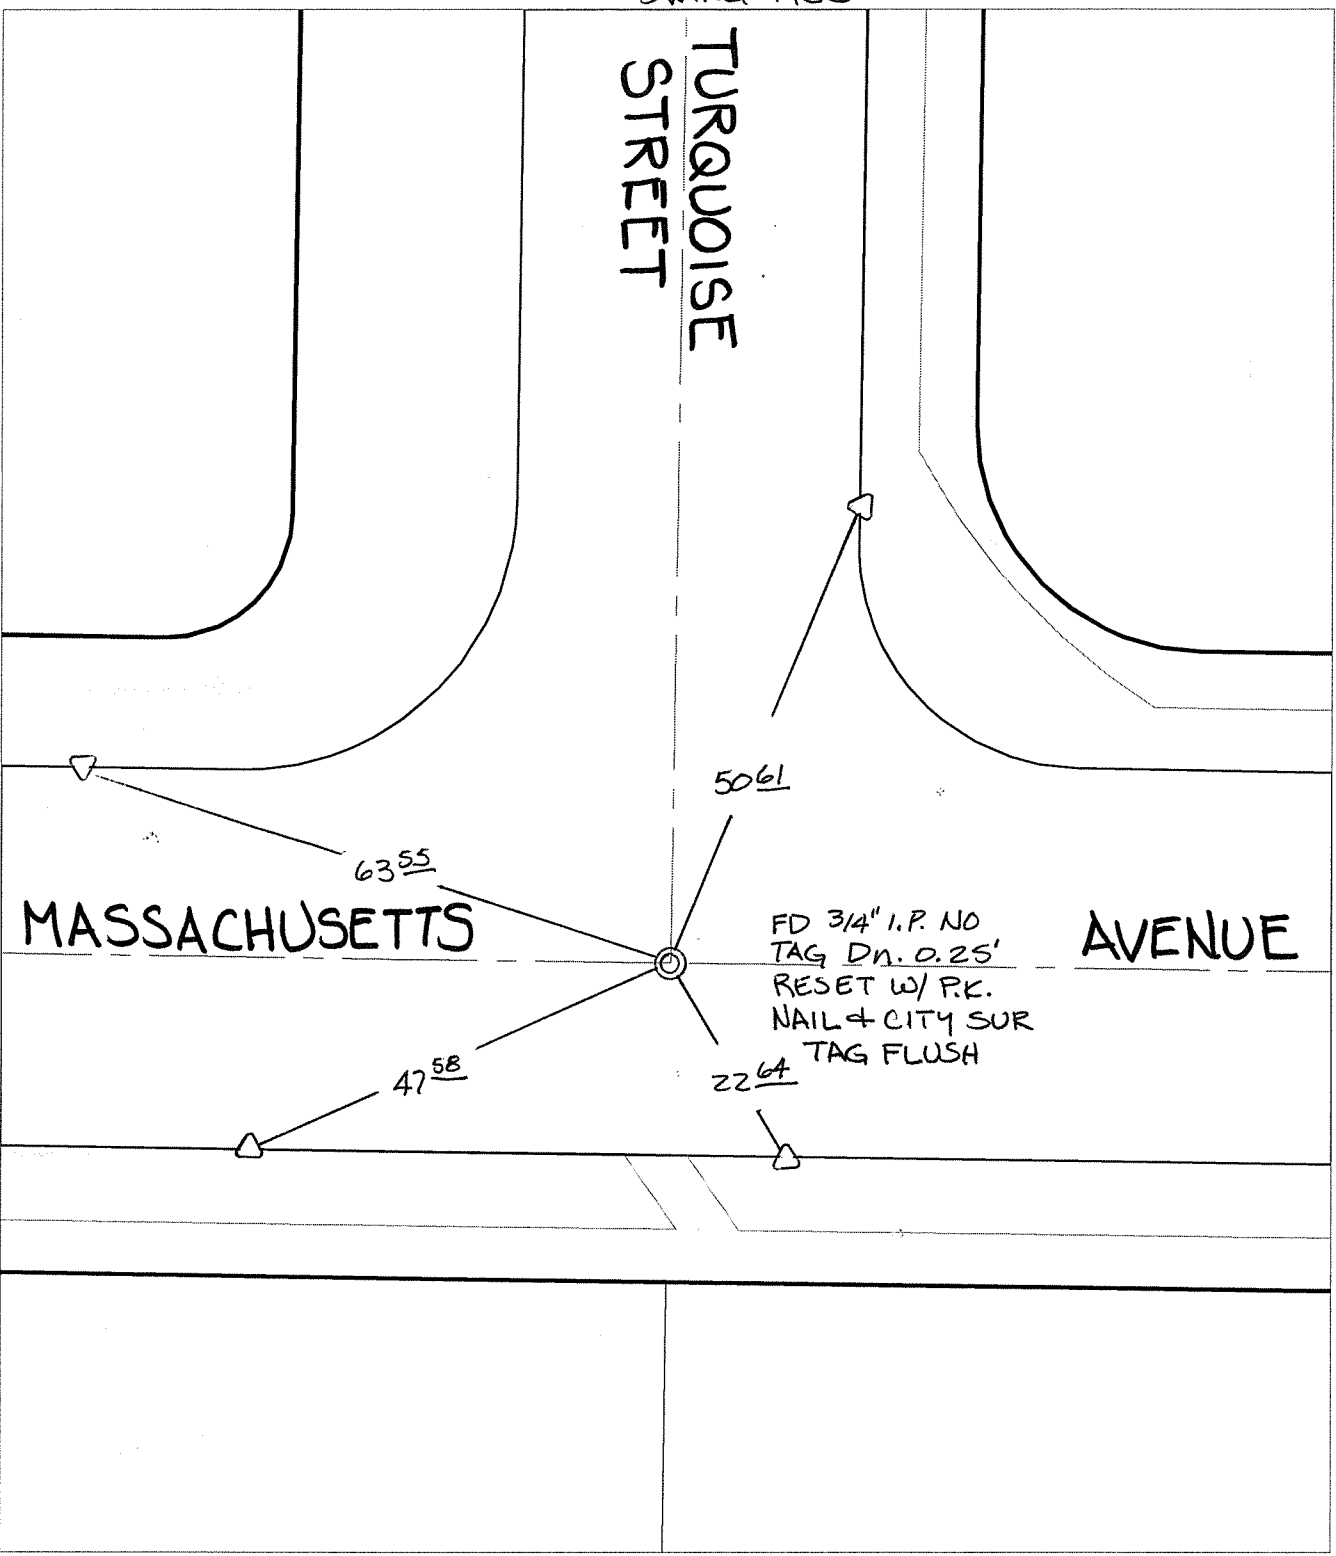 TURQUOISE
STREET
50 61
63 55
MASSACHUSETTS
AVENUE
FD 3/4" I.P. NO
TAG Dn. 0.25'
RESET W/ P.K.
NAIL & CITY SUR
TAG FLUSH
47 58
22 64